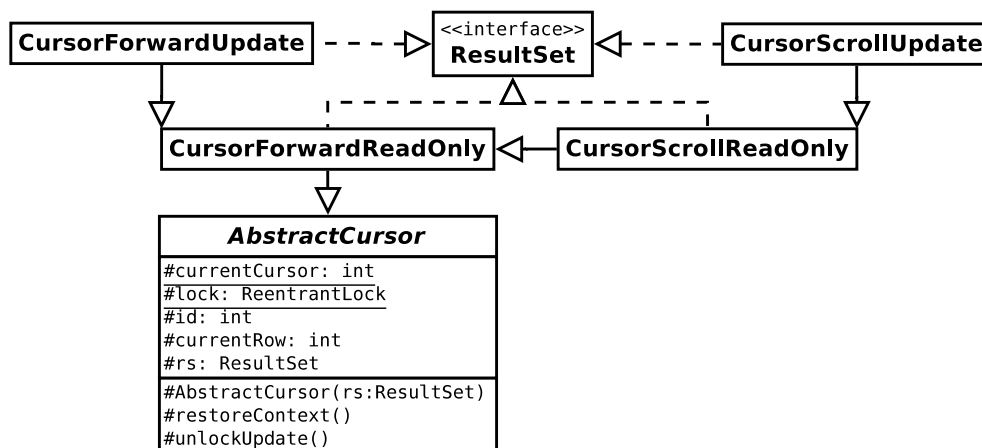 CursorForwardUpdate
<<interface>>
ResultSet
CursorScrollUpdate
CursorForwardReadOnly
CursorScrollReadOnly
AbstractCursor
#currentCursor: int
#lock: ReentrantLock
#id: int
#currentRow: int
#rs: ResultSet
#AbstractCursor(rs:ResultSet)
#restoreContext()
#unlockUpdate()